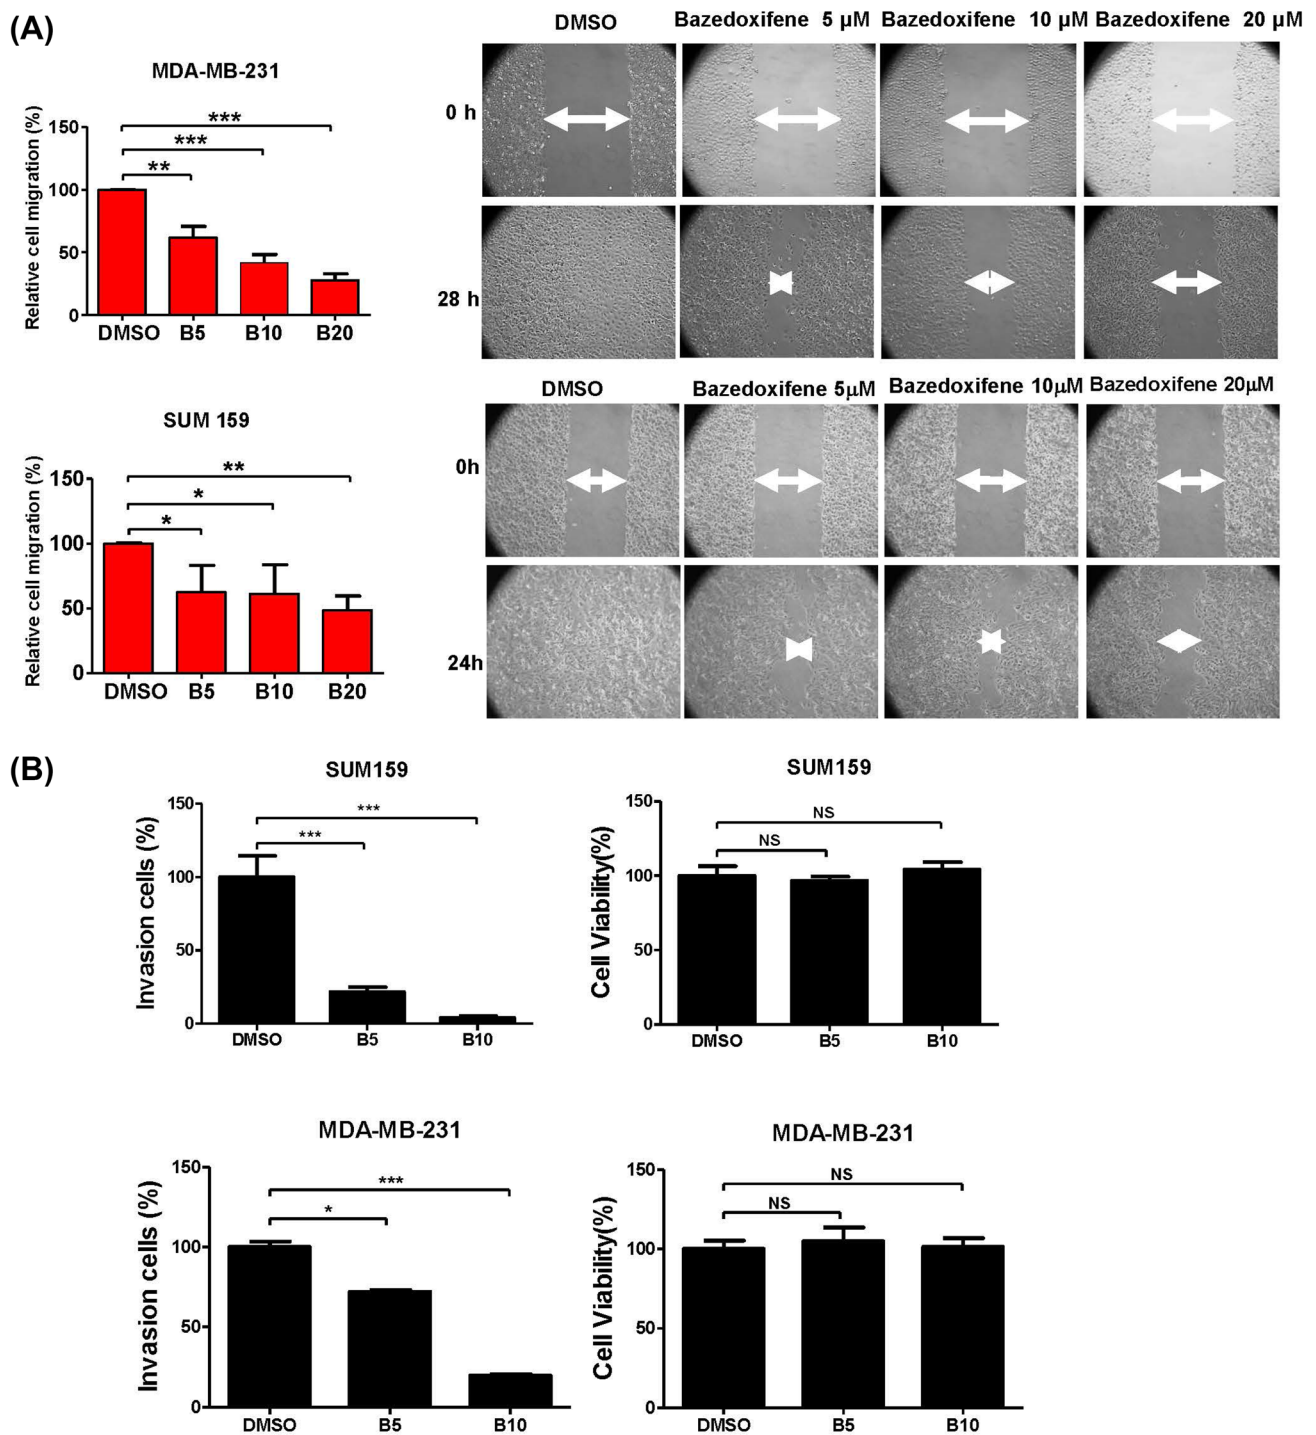 (A)
DMSO
Bazedoxifene 5 μM
Bazedoxifene 10 μM
Bazedoxifene 20 μM
MDA-MB-231
Relative cell migration (%)
150
100
50
0
***
***
**
DMSO B5 B10 B20
0 h
28 h
SUM 159
Relative cell migration (%)
150
100
50
0
**
*
*
DMSO B5 B10 B20
DMSO
Bazedoxifene 5μM
Bazedoxifene 10μM
Bazedoxifene 20μM
0h
24h
(B)
SUM159
Invasion cells (%)
150
100
50
0
***
***
DMSO B5 B10
SUM159
Cell Viability(%)
150
100
50
0
NS
NS
DMSO B5 B10
MDA-MB-231
Invasion cells (%)
150
100
50
0
***
*
DMSO B5 B10
MDA-MB-231
Cell Viability(%)
150
100
50
0
NS
NS
DMSO B5 B10